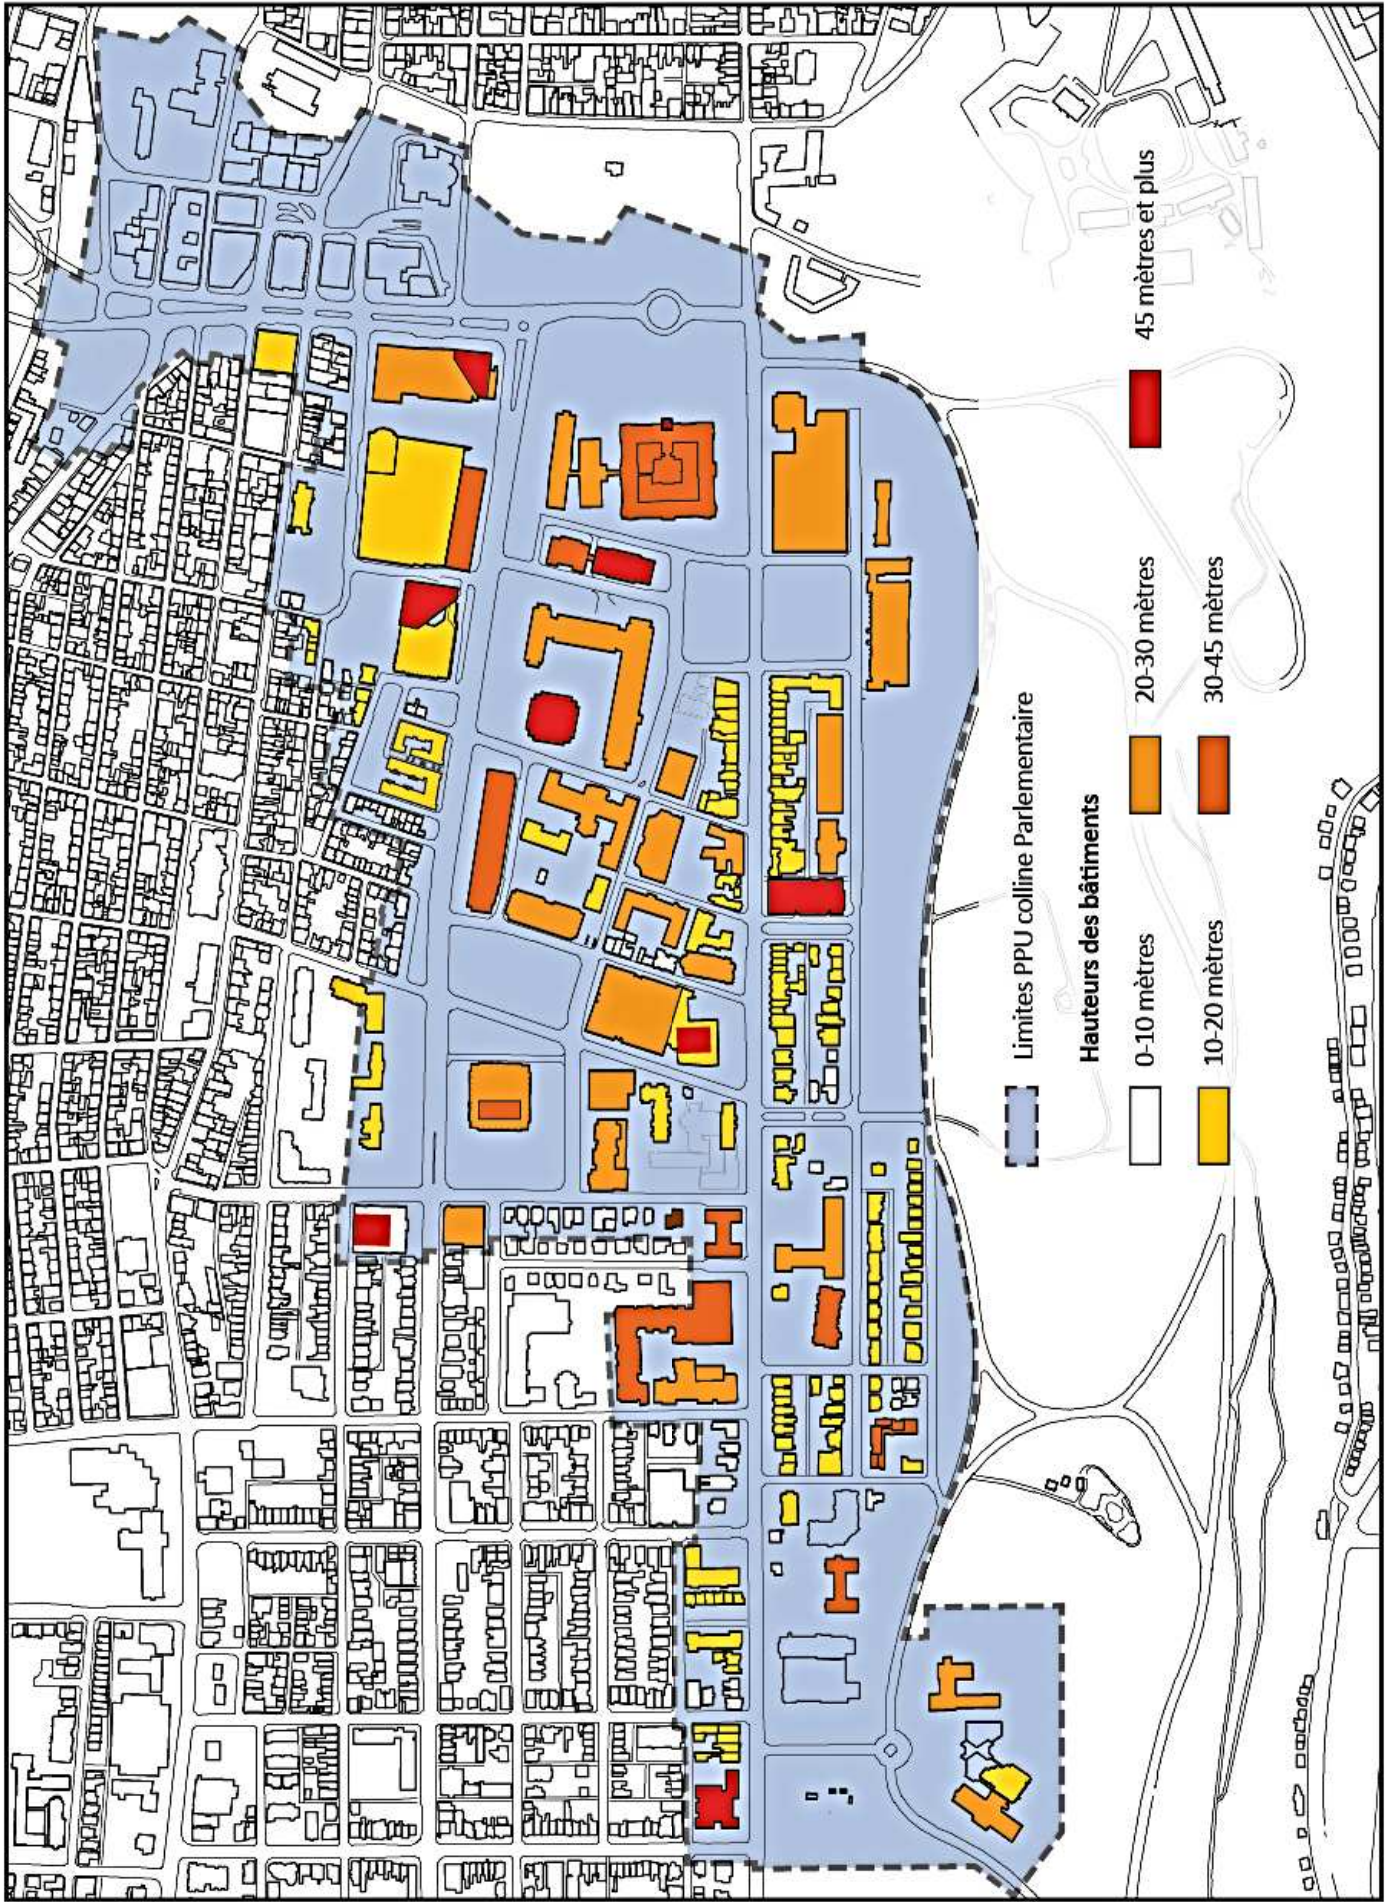 Limites PPU colline Parlementaire
Hauteurs des bâtiments
0-10 mètres
20-30 mètres
45 mètres et plus
10-20 mètres
30-45 mètres